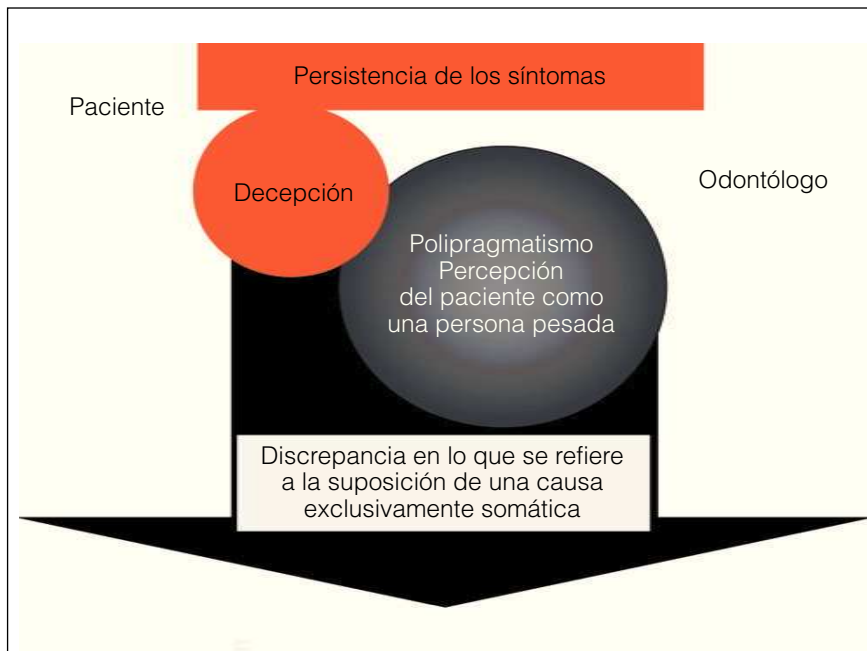 Persistencia de los síntomas
Paciente
Decepción
Odontólogo
Polipragmatismo
Percepción
del paciente como
una persona pesada
Discrepancia en lo que se refiere
a la suposición de una causa
exclusivamente somática